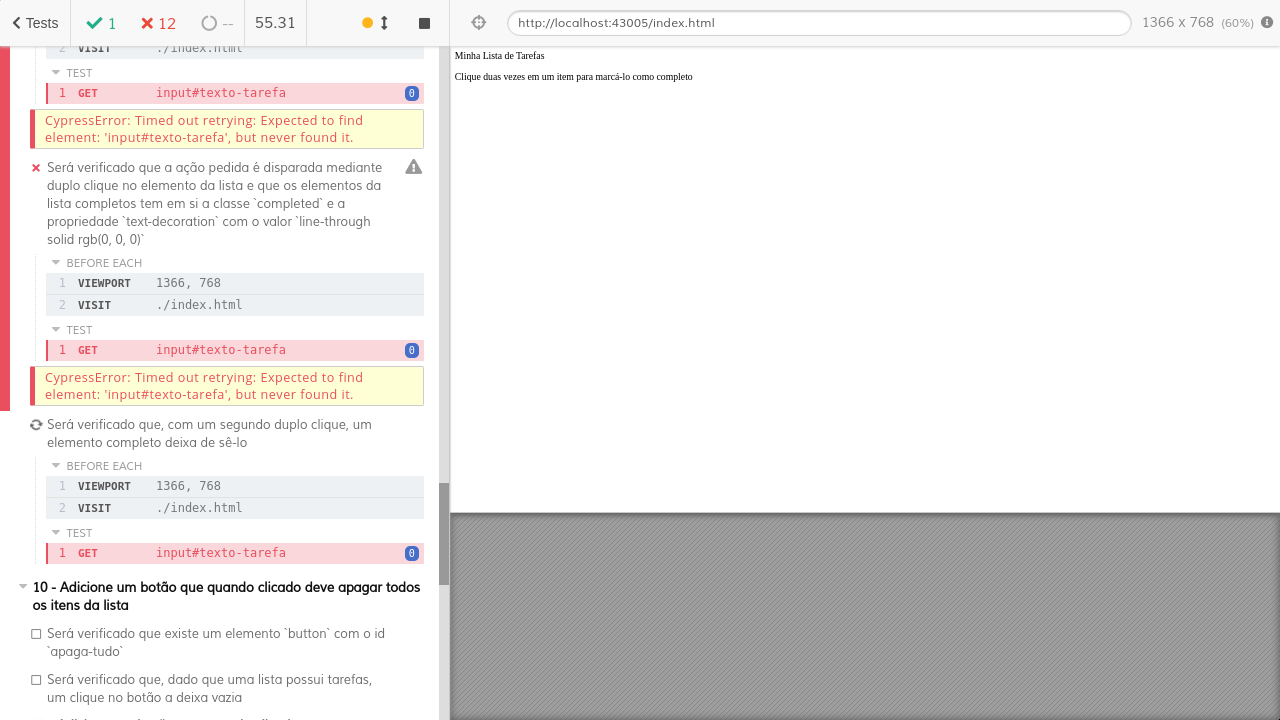 Tests
1
12
--
55.31
http://localhost:43005/index.html
1366 x 768 (60%)
2 VISIT ./index.html
TEST
1 GET input#texto-tarefa 0
CypressError: Timed out retrying: Expected to find
element: 'input#texto-tarefa', but never found it.
Será verificado que a ação pedida é disparada mediante
duplo clique no elemento da lista e que os elementos da
lista completos tem em si a classe `completed` e a
propriedade `text-decoration` com o valor `line-through
solid rgb(0, 0, 0)`
BEFORE EACH
1 VIEWPORT 1366, 768
2 VISIT ./index.html
TEST
1 GET input#texto-tarefa 0
CypressError: Timed out retrying: Expected to find
element: 'input#texto-tarefa', but never found it.
Será verificado que, com um segundo duplo clique, um
elemento completo deixa de sê-lo
BEFORE EACH
1 VIEWPORT 1366, 768
2 VISIT ./index.html
TEST
1 GET input#texto-tarefa 0
10 - Adicione um botão que quando clicado deve apagar todos
os itens da lista
Será verificado que existe um elemento `button` com o id
`apaga-tudo`
Será verificado que, dado que uma lista possui tarefas,
um clique no botão a deixa vazia
Minha Lista de Tarefas
Clique duas vezes em um item para marcá-lo como completo